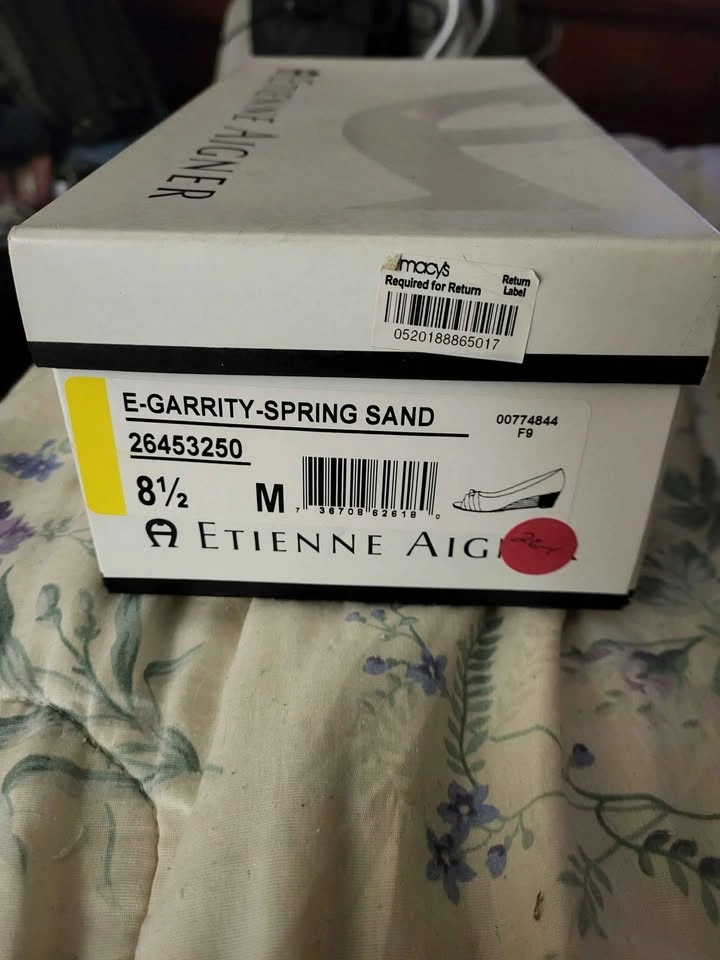 ETIENNE AIGNER
macy's
Required for Return
Return
Label
0520188865017
E-GARRITY-SPRING SAND
26453250
00774844
F9
8½
M
7 36708 62618 0
A ETIENNE AIG